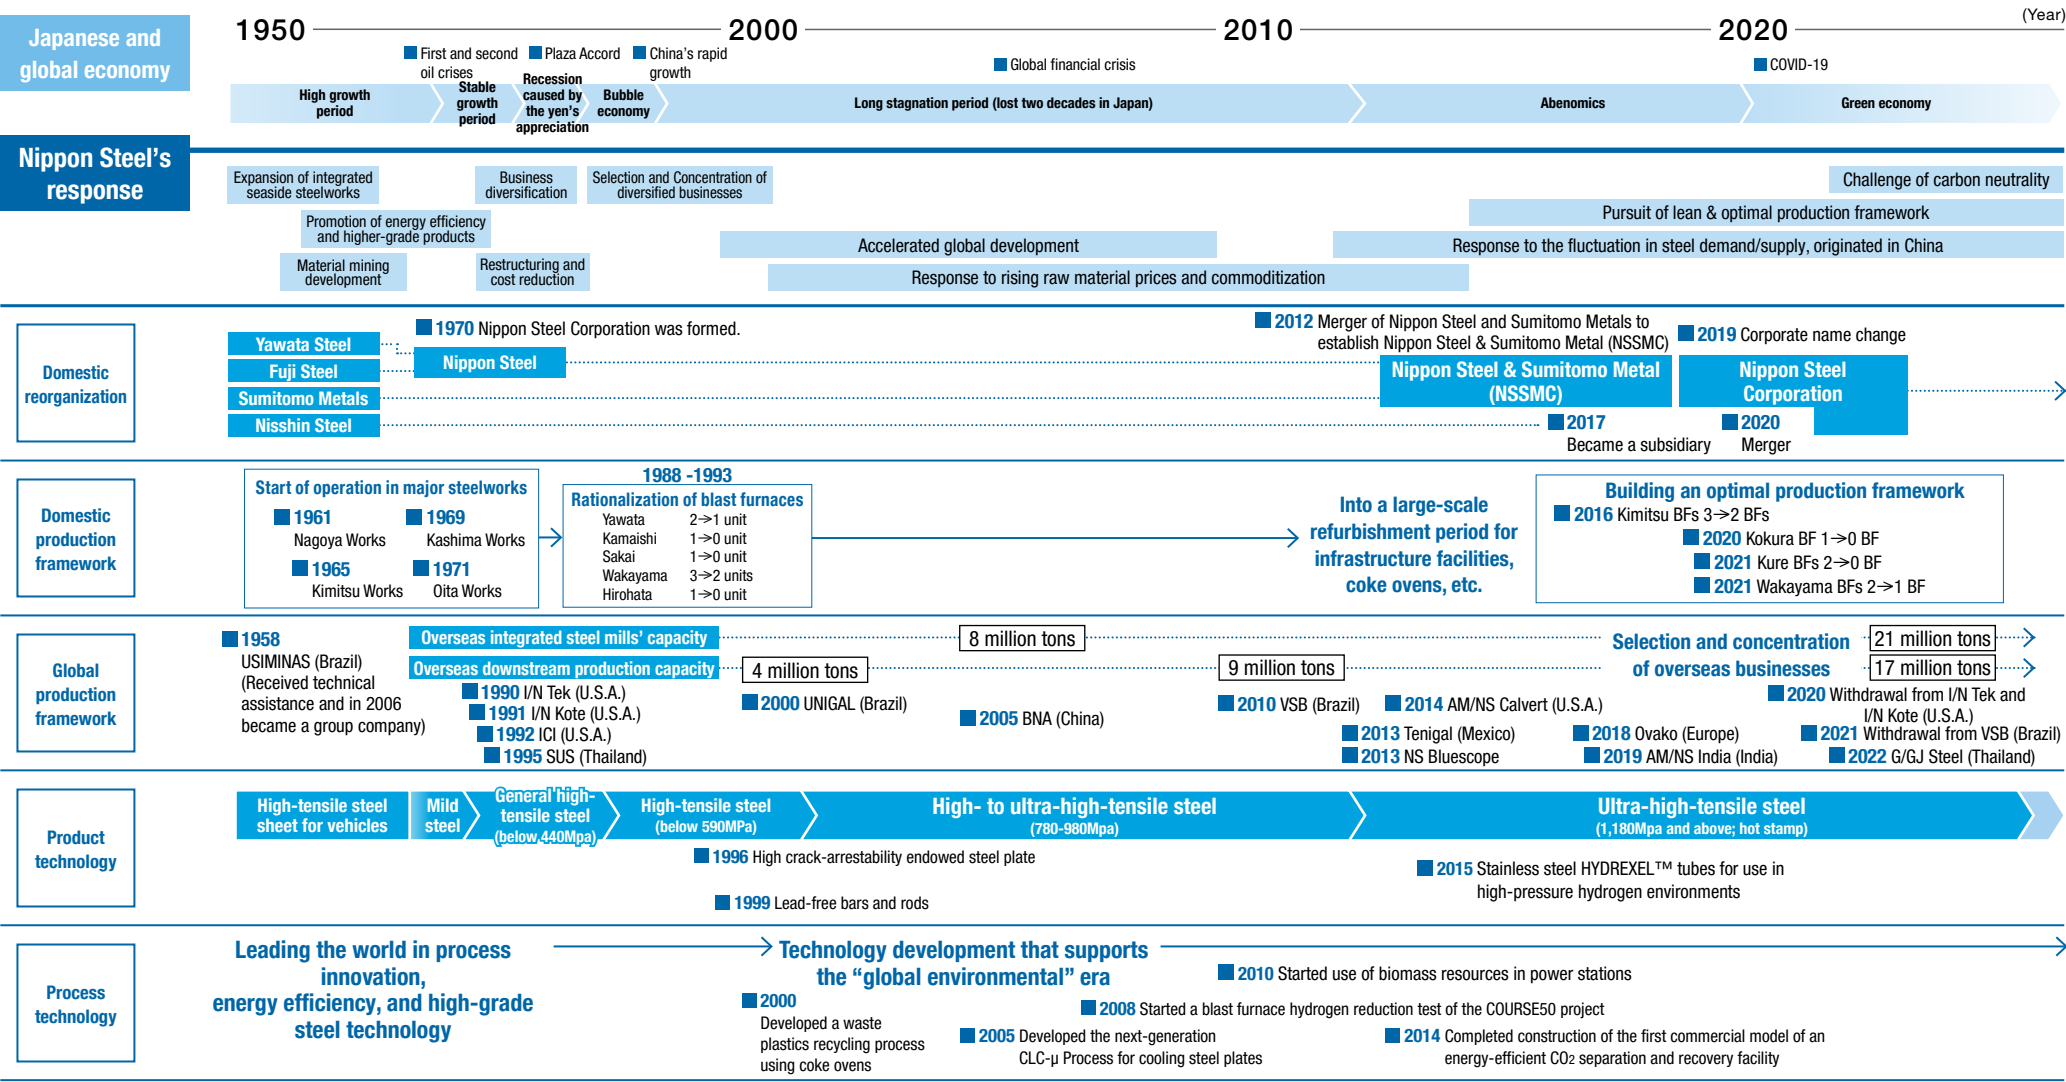 Japanese and
global economy
1950
2000
2010
2020
(Year)
First and second
oil crises
Plaza Accord
China's rapid
growth
Global financial crisis
COVID-19
High growth
period
Stable
growth
period
Recession
caused by
the yen's
appreciation
Bubble
economy
Long stagnation period (lost two decades in Japan)
Abenomics
Green economy
Nippon Steel's
response
Expansion of integrated
seaside steelworks
Business
diversification
Selection and Concentration of
diversified businesses
Challenge of carbon neutrality
Promotion of energy efficiency
and higher-grade products
Pursuit of lean & optimal production framework
Accelerated global development
Response to the fluctuation in steel demand/supply, originated in China
Material mining
development
Restructuring and
cost reduction
Response to rising raw material prices and commoditization
Domestic
reorganization
Yawata Steel
Fuji Steel
Sumitomo Metals
Nisshin Steel
1970 Nippon Steel Corporation was formed.
Nippon Steel
2012 Merger of Nippon Steel and Sumitomo Metals to
establish Nippon Steel & Sumitomo Metal (NSSMC)
2019 Corporate name change
Nippon Steel & Sumitomo Metal
(NSSMC)
Nippon Steel
Corporation
2017
Became a subsidiary
2020
Merger
Domestic
production
framework
Start of operation in major steelworks
1961
Nagoya Works
1969
Kashima Works
1965
Kimitsu Works
1971
Oita Works
1988 -1993
Rationalization of blast furnaces
Yawata 2→1 unit
Kamaishi 1→0 unit
Sakai 1→0 unit
Wakayama 3→2 units
Hirohata 1→0 unit
Into a large-scale
refurbishment period for
infrastructure facilities,
coke ovens, etc.
Building an optimal production framework
2016 Kimitsu BFs 3→2 BFs
2020 Kokura BF 1→0 BF
2021 Kure BFs 2→0 BF
2021 Wakayama BFs 2→1 BF
Global
production
framework
1958
USIMINAS (Brazil)
(Received technical
assistance and in 2006
became a group company)
Overseas integrated steel mills' capacity
8 million tons
21 million tons
Overseas downstream production capacity
4 million tons
9 million tons
17 million tons
Selection and concentration
of overseas businesses
1990 I/N Tek (U.S.A.)
1991 I/N Kote (U.S.A.)
1992 ICI (U.S.A.)
1995 SUS (Thailand)
2000 UNIGAL (Brazil)
2005 BNA (China)
2010 VSB (Brazil)
2014 AM/NS Calvert (U.S.A.)
2013 Tenigal (Mexico)
2013 NS Bluescope
2018 Ovako (Europe)
2019 AM/NS India (India)
2020 Withdrawal from I/N Tek and
I/N Kote (U.S.A.)
2021 Withdrawal from VSB (Brazil)
2022 G/GJ Steel (Thailand)
Product
technology
High-tensile steel
sheet for vehicles
Mild
steel
General high-
tensile steel
(below 440Mpa)
High-tensile steel
(below 590MPa)
High- to ultra-high-tensile steel
(780-980Mpa)
Ultra-high-tensile steel
(1,180Mpa and above; hot stamp)
1996 High crack-arrestability endowed steel plate
1999 Lead-free bars and rods
2015 Stainless steel HYDREXEL™ tubes for use in
high-pressure hydrogen environments
Process
technology
Leading the world in process
innovation,
energy efficiency, and high-grade
steel technology
Technology development that supports
the “global environmental” era
2000
Developed a waste
plastics recycling process
using coke ovens
2010 Started use of biomass resources in power stations
2008 Started a blast furnace hydrogen reduction test of the COURSE50 project
2005 Developed the next-generation
CLC-μ Process for cooling steel plates
2014 Completed construction of the first commercial model of an
energy-efficient CO2 separation and recovery facility